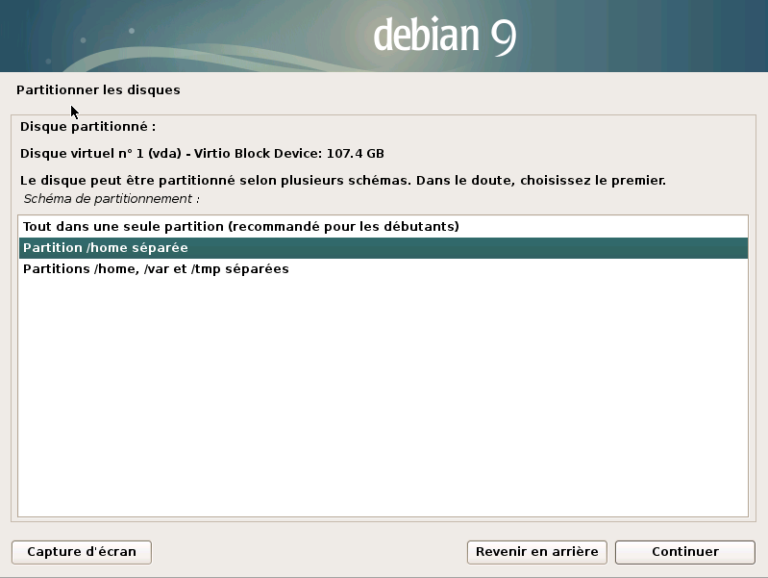 debian 9
Partitionner les disques
Disque partitionné :
Disque virtuel n° 1 (vda) - Virtio Block Device: 107.4 GB
Le disque peut être partitionné selon plusieurs schémas. Dans le doute, choisissez le premier.
Schéma de partitionnement :
Tout dans une seule partition (recommandé pour les débutants)
Partition /home séparée
Partitions /home, /var et /tmp séparées
Capture d'écran
Revenir en arrière
Continuer